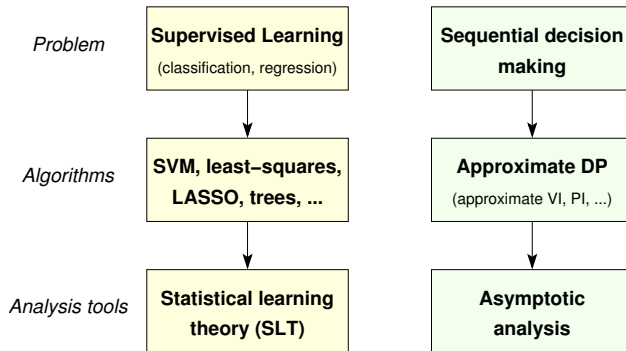 Problem
Supervised Learning
(classification, regression)
Sequential decision
making
Algorithms
SVM, least−squares,
LASSO, trees, ...
Approximate DP
(approximate VI, PI, ...)
Analysis tools
Statistical learning
theory (SLT)
Asymptotic
analysis